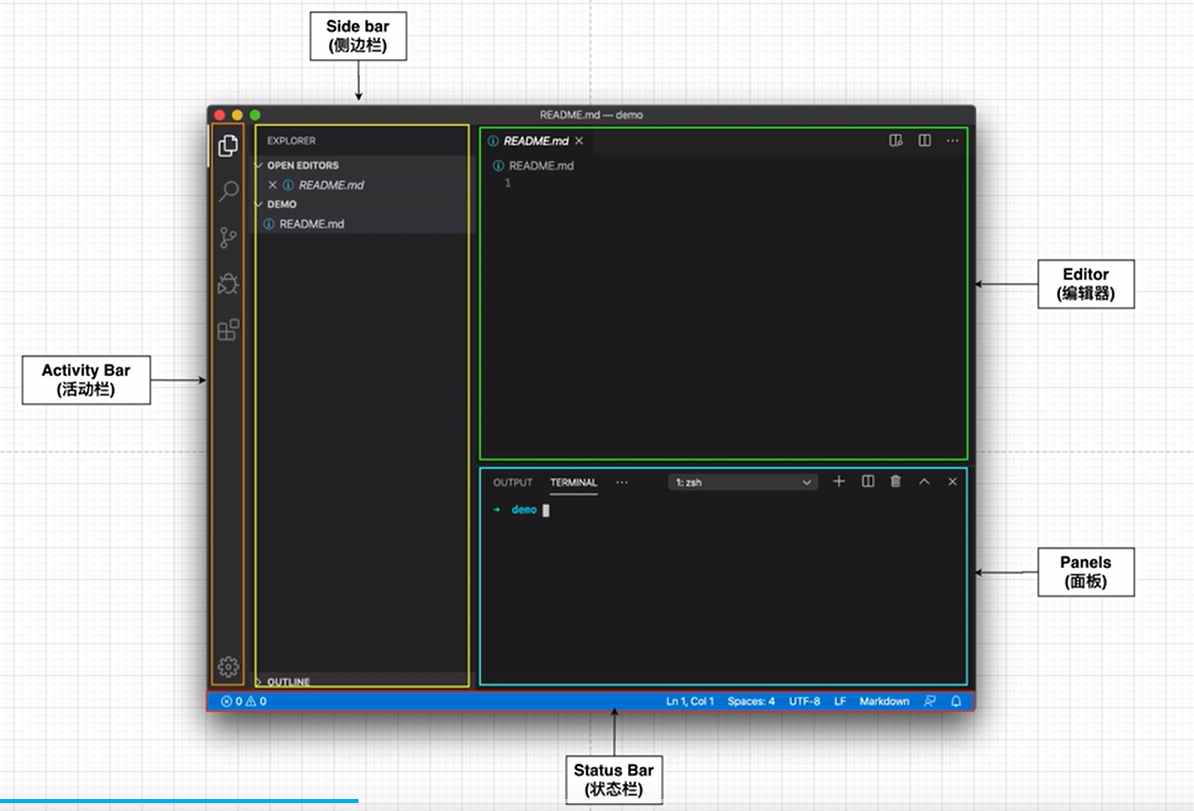 Side bar
(侧边栏)
README.md — demo
EXPLORER
OPEN EDITORS
README.md
DEMO
README.md
OUTLINE
README.md
README.md
1
Editor
(编辑器)
Activity Bar
(活动栏)
OUTPUT TERMINAL ··· 1: zsh
→ demo
Panels
(面板)
0 0 Ln 1, Col 1 Spaces: 4 UTF-8 LF Markdown
Status Bar
(状态栏)